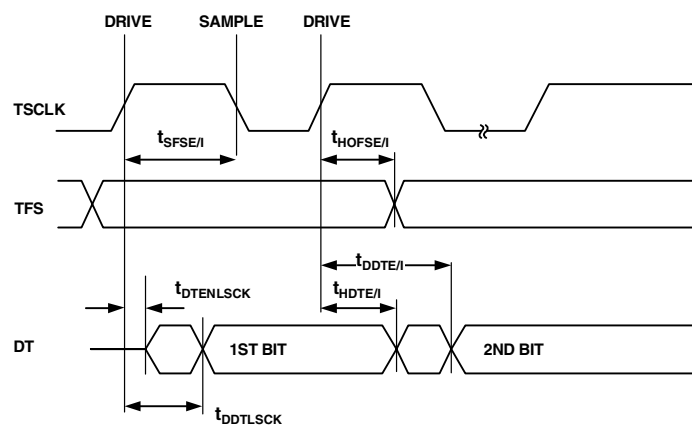 DRIVE SAMPLE DRIVE
TSCLK
tSFSE/I tHOFSE/I
TFS
tDDTE/I
tDTENLSCK tHDTE/I
DT 1ST BIT 2ND BIT
tDDTLSCK